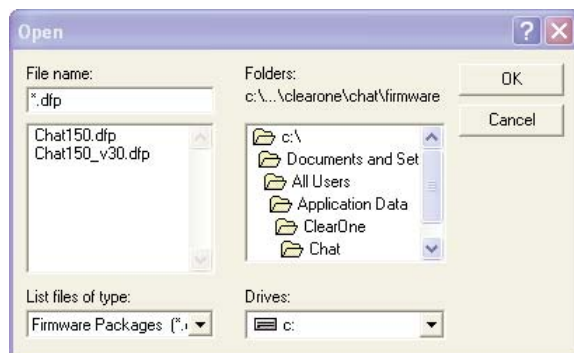 Open
File name:
*.dfp
Chat150.dfp
Chat150_v30.dfp
List files of type:
Firmware Packages (*.
Folders:
c:\...\clearone\chat\firmware
c:\
Documents and Set
All Users
Application Data
ClearOne
Chat
Drives:
c:
OK
Cancel